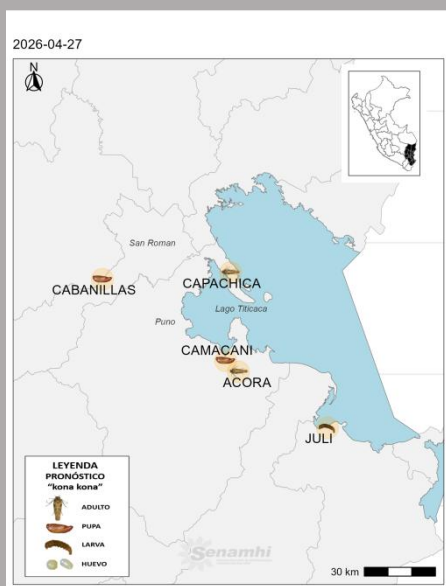 2026-04-27
N
San Roman
CABANILLAS
CAPACHICA
Lago Titicaca
Puno
CAMACANI
ACORA
JULI
LEYENDA
PRONÓSTICO
“kona kona”
ADULTO
PUPA
LARVA
HUEVO
Senamhi
30 km